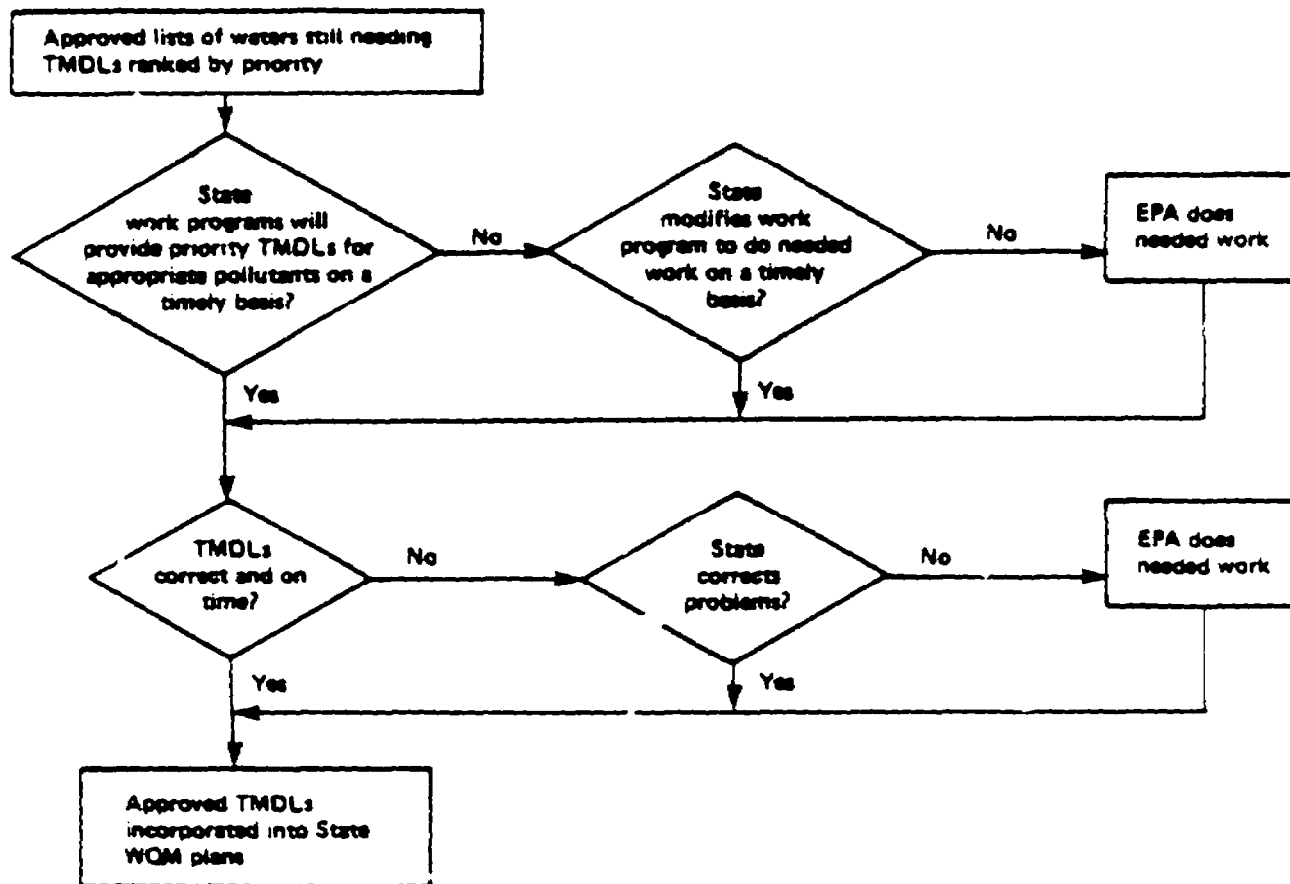 Approved lists of waters still needing
TMDLs ranked by priority
State
work programs will
provide priority TMDLs for
appropriate pollutants on a
timely basis?
No
State
modifies work
program to do needed
work on a timely
basis?
No
EPA does
needed work
Yes
Yes
TMDLs
correct and on
time?
No
State
corrects
problems?
No
EPA does
needed work
Yes
Yes
Approved TMDLs
incorporated into State
WQM plans